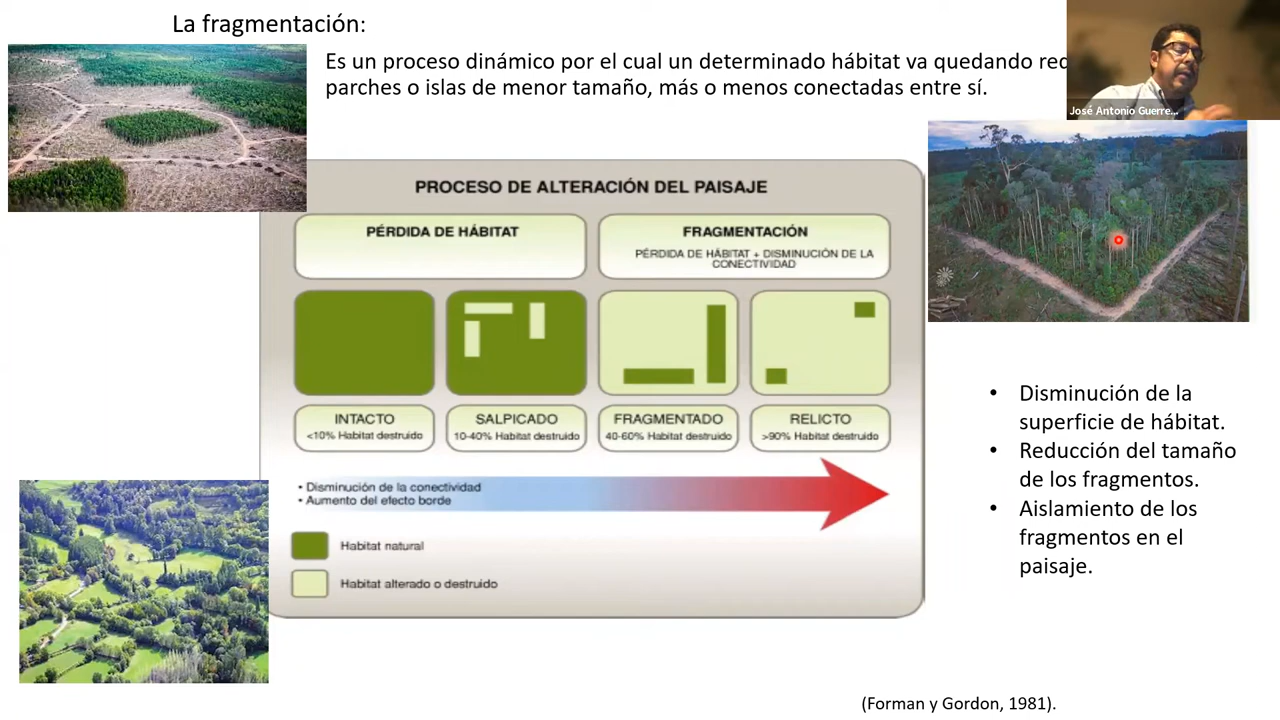 La fragmentación:
Es un proceso dinámico por el cual un determinado hábitat va quedando
parches o islas de menor tamaño, más o menos conectadas entre sí.
José Antonio Guerre...
PROCESO DE ALTERACIÓN DEL PAISAJE
PÉRDIDA DE HÁBITAT
FRAGMENTACIÓN
PÉRDIDA DE HÁBITAT + DISMINUCIÓN DE LA
CONECTIVIDAD
INTACTO
<10% Habitat destruido
SALPICADO
10-40% Habitat destruido
FRAGMENTADO
40-60% Habitat destruido
RELICTO
>90% Habitat destruido
• Disminución de la conectividad
• Aumento del efecto borde
Habitat natural
Habitat alterado o destruido
• Disminución de la
superficie de hábitat.
• Reducción del tamaño
de los fragmentos.
• Aislamiento de los
fragmentos en el
paisaje.
(Forman y Gordon, 1981).